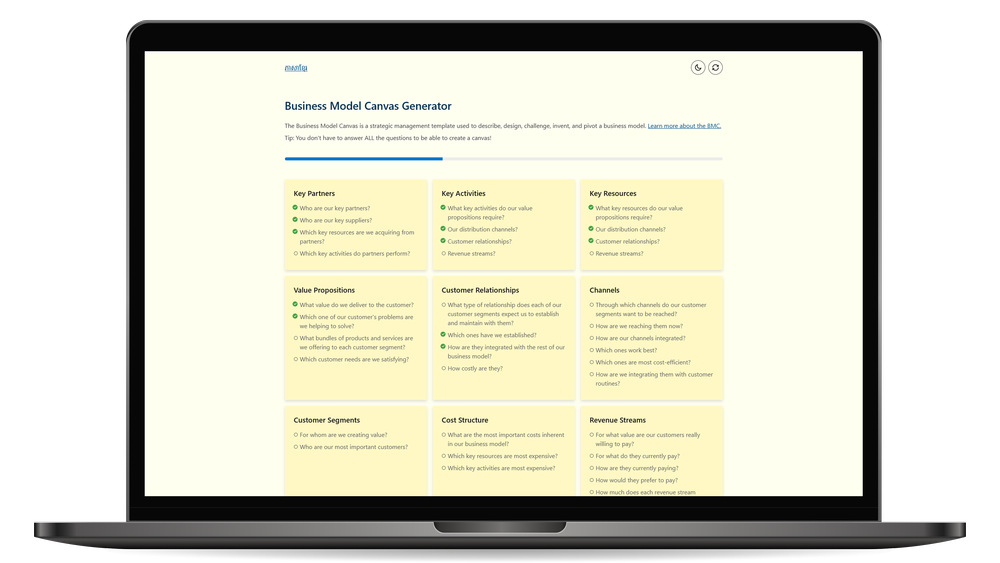 ភាសាខ្មែរ
Business Model Canvas Generator
The Business Model Canvas is a strategic management template used to describe, design, challenge, invent, and pivot a business model. Learn more about the BMC.
Tip: You don't have to answer ALL the questions to be able to create a canvas!
Key Partners
Who are our key partners?
Who are our key suppliers?
Which key resources are we acquiring from
partners?
Which key activities do partners perform?
Key Activities
What key activities do our value
propositions require?
Our distribution channels?
Customer relationships?
Revenue streams?
Key Resources
What key resources do our value
propositions require?
Our distribution channels?
Customer relationships?
Revenue streams?
Value Propositions
What value do we deliver to the customer?
Which one of our customer's problems are
we helping to solve?
What bundles of products and services are
we offering to each customer segment?
Which customer needs are we satisfying?
Customer Relationships
What type of relationship does each of our
customer segments expect us to establish
and maintain with them?
Which ones have we established?
How are they integrated with the rest of our
business model?
How costly are they?
Channels
Through which channels do our customer
segments want to be reached?
How are we reaching them now?
How are our channels integrated?
Which ones work best?
Which ones are most cost-efficient?
How are we integrating them with customer
routines?
Customer Segments
For whom are we creating value?
Who are our most important customers?
Cost Structure
What are the most important costs inherent
in our business model?
Which key resources are most expensive?
Which key activities are most expensive?
Revenue Streams
For what value are our customers really
willing to pay?
For what do they currently pay?
How are they currently paying?
How would they prefer to pay?
How much does each revenue stream